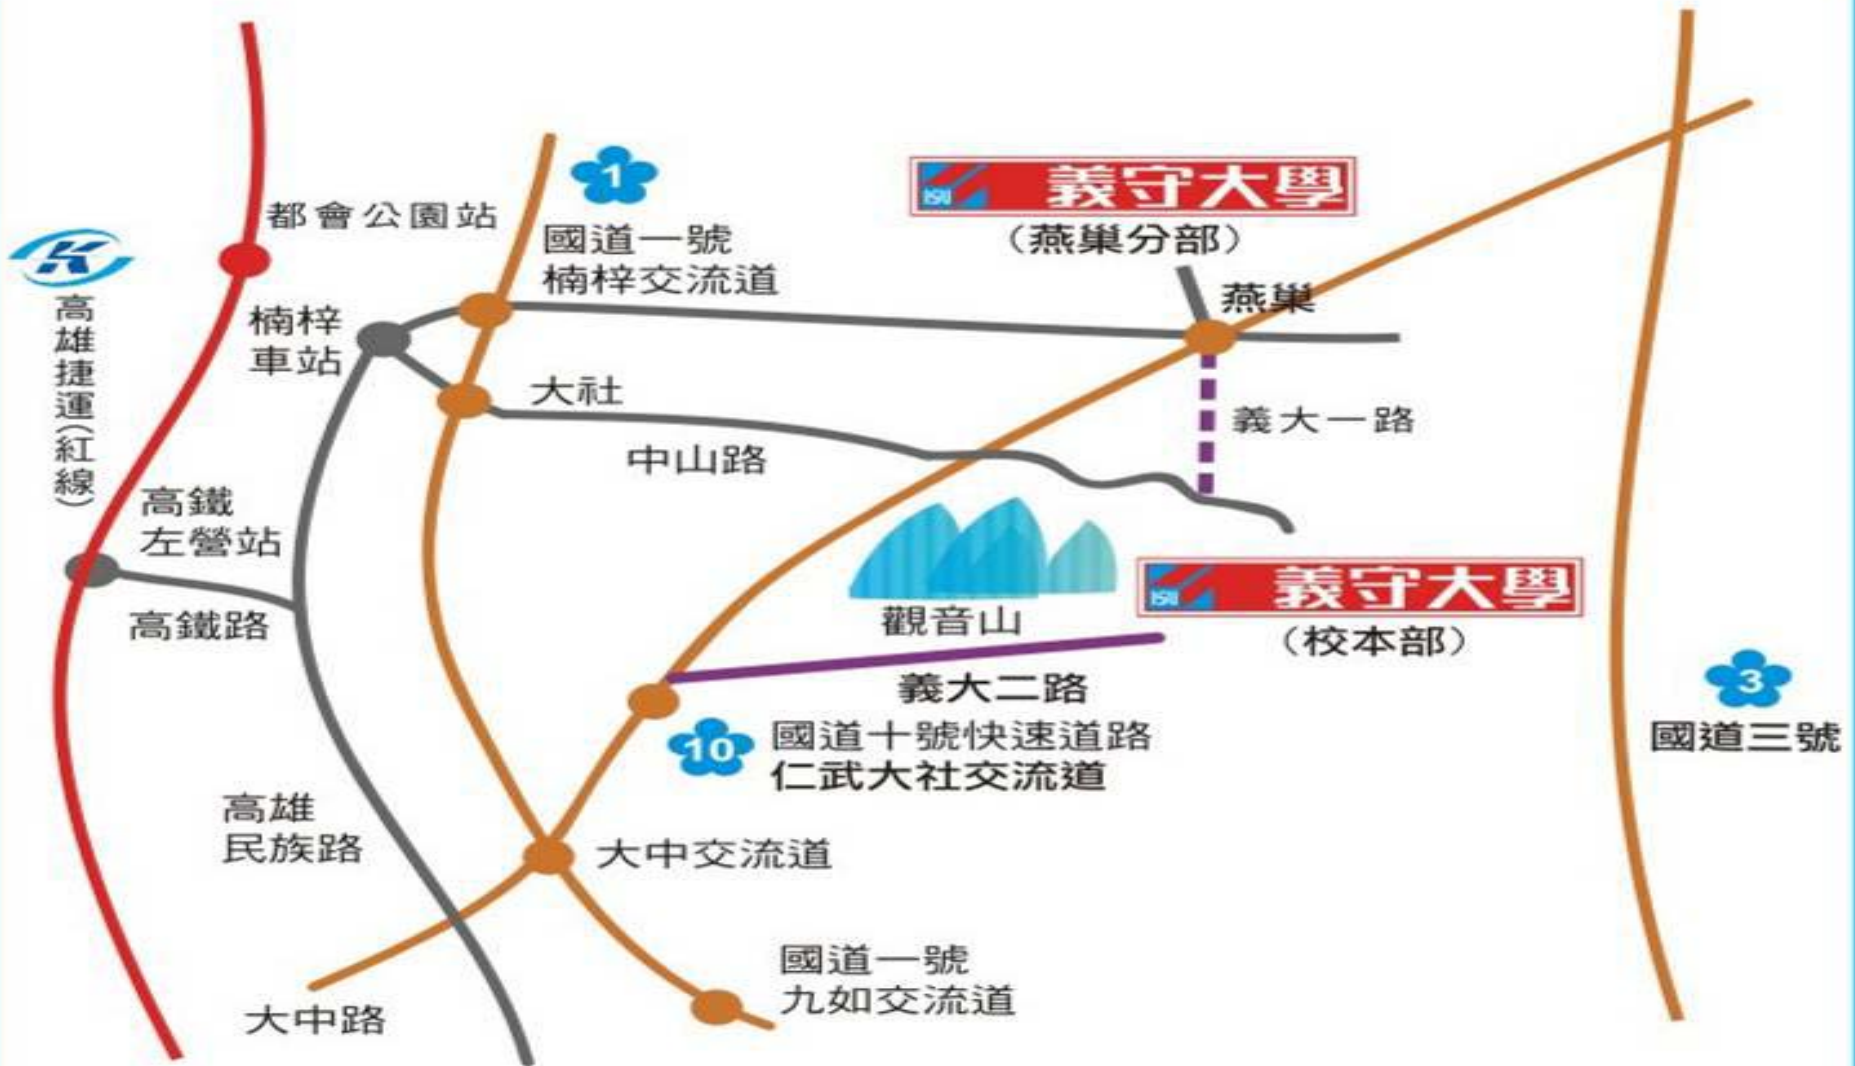 1
ISU 義守大學
（燕巢分部）
都會公園站
國道一號
楠梓交流道
K
高雄捷運（紅線）
楠梓
車站
燕巢
大社
義大一路
中山路
高鐵
左營站
高鐵路
觀音山
ISU 義守大學
（校本部）
義大二路
3
國道三號
10
國道十號快速道路
仁武大社交流道
高雄
民族路
大中交流道
國道一號
九如交流道
大中路